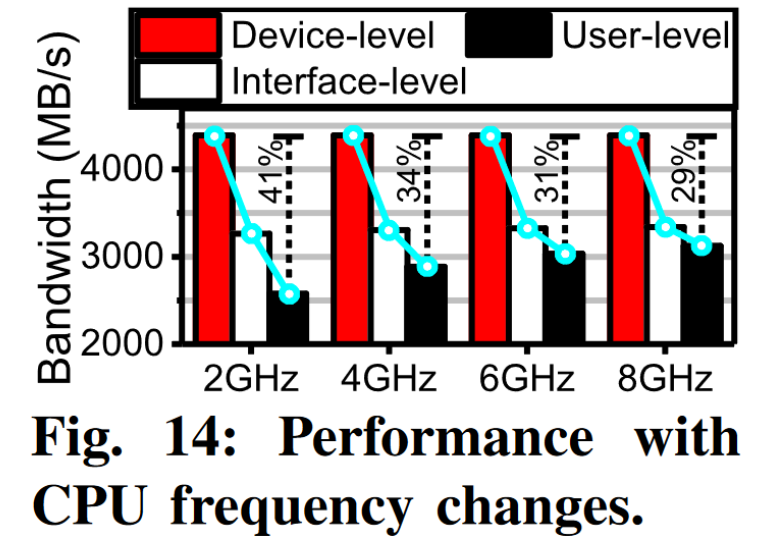 Device-level User-level
Interface-level
Bandwidth (MB/s)
4000
3000
2000
41%
34%
31%
29%
2GHz 4GHz 6GHz 8GHz
Fig. 14: Performance with
CPU frequency changes.